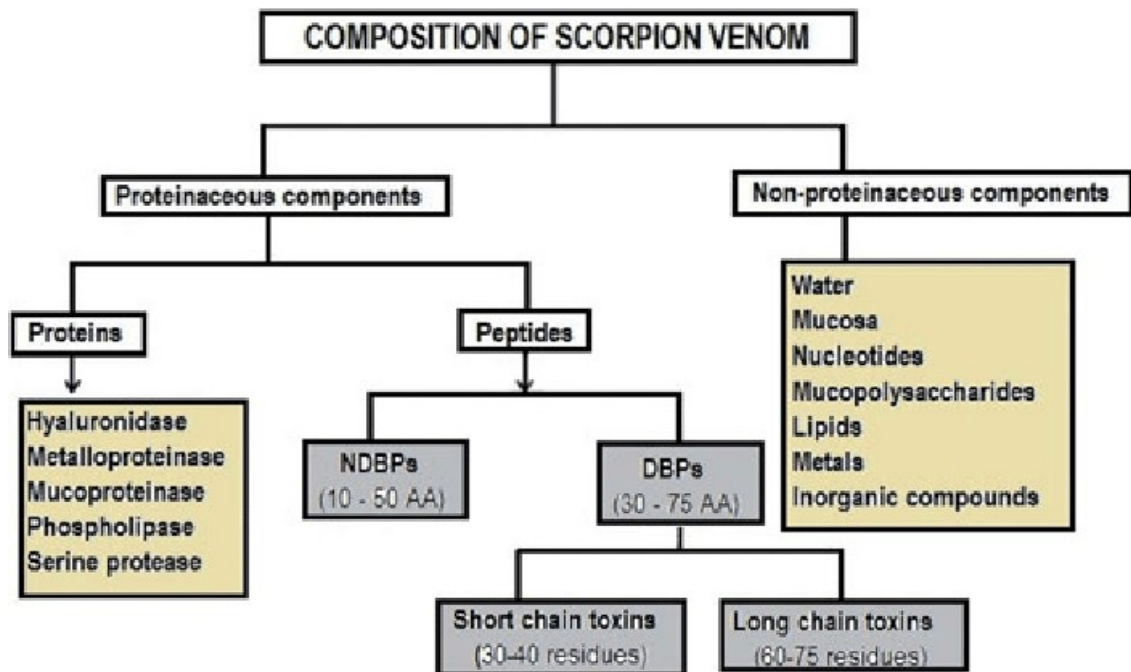 COMPOSITION OF SCORPION VENOM
Proteinaceous components
Non-proteinaceous components
Proteins
Peptides
Hyaluronidase
Metalloproteinase
Mucoproteinase
Phospholipase
Serine protease
NDBPs
(10 - 50 AA)
DBPs
(30 - 75 AA)
Water
Mucosa
Nucleotides
Mucopolysaccharides
Lipids
Metals
Inorganic compounds
Short chain toxins
(30-40 residues)
Long chain toxins
(60-75 residues)